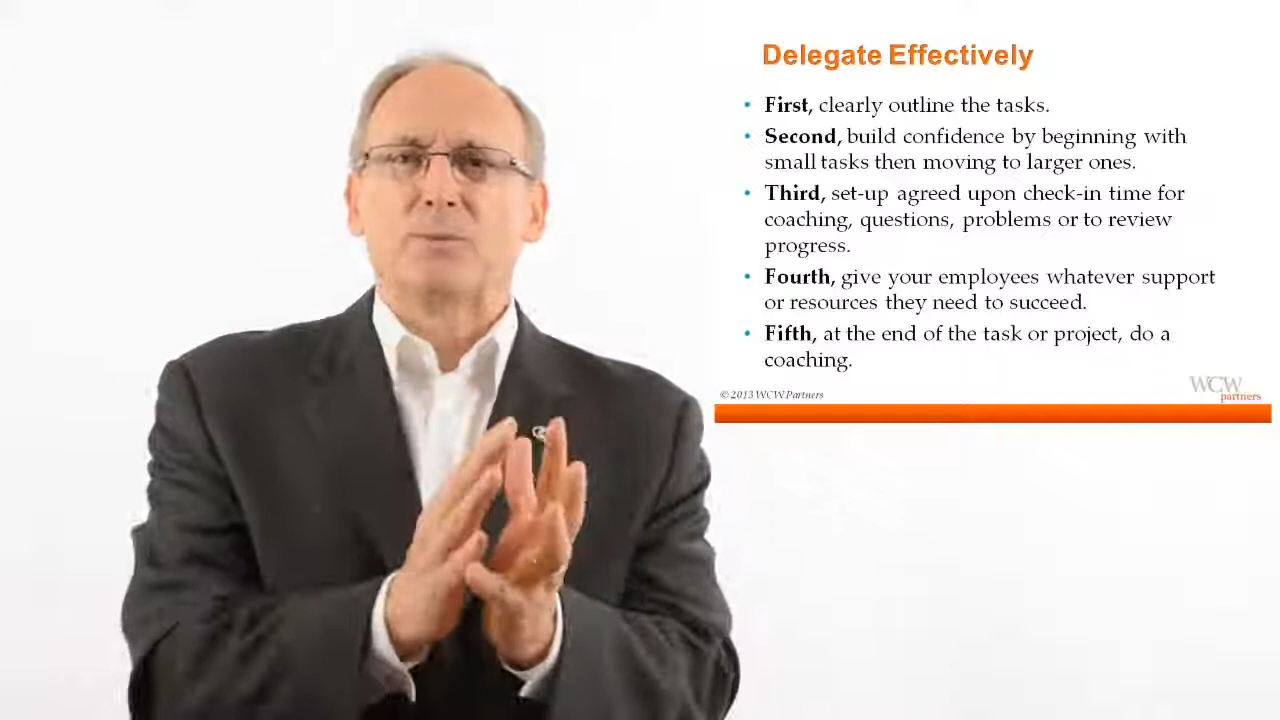 Delegate Effectively
• First, clearly outline the tasks.
• Second, build confidence by beginning with
small tasks then moving to larger ones.
• Third, set-up agreed upon check-in time for
coaching, questions, problems or to review
progress.
• Fourth, give your employees whatever support
or resources they need to succeed.
• Fifth, at the end of the task or project, do a
coaching.
© 2013 WCW Partners
WCW
partners